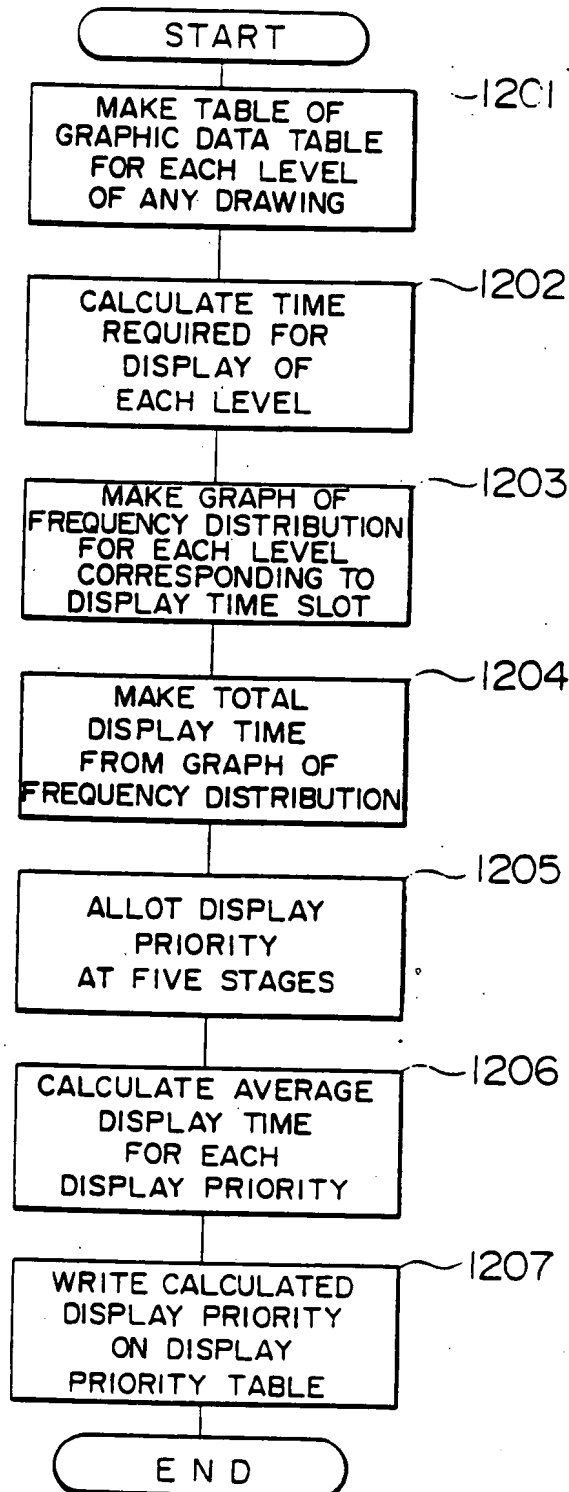 START
1201
MAKE TABLE OF
GRAPHIC DATA TABLE
FOR EACH LEVEL
OF ANY DRAWING
1202
CALCULATE TIME
REQUIRED FOR
DISPLAY OF
EACH LEVEL
1203
MAKE GRAPH OF
FREQUENCY DISTRIBUTION
FOR EACH LEVEL
CORRESPONDING TO
DISPLAY TIME SLOT
1204
MAKE TOTAL
DISPLAY TIME
FROM GRAPH OF
FREQUENCY DISTRIBUTION
1205
ALLOT DISPLAY
PRIORITY
AT FIVE STAGES
1206
CALCULATE AVERAGE
DISPLAY TIME
FOR EACH
DISPLAY PRIORITY
1207
WRITE CALCULATED
DISPLAY PRIORITY
ON DISPLAY
PRIORITY TABLE
END